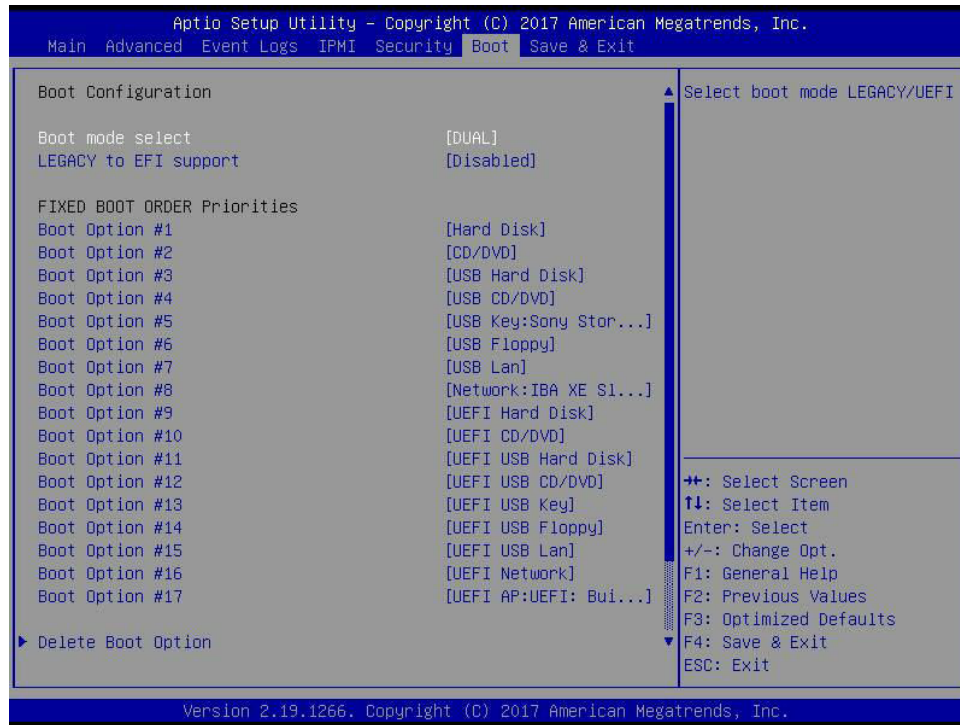 Aptio Setup Utility – Copyright (C) 2017 American Megatrends, Inc.
Main Advanced Event Logs IPMI Security Boot Save & Exit
Boot Configuration
Boot mode select [DUAL]
LEGACY to EFI support [Disabled]
FIXED BOOT ORDER Priorities
Boot Option #1 [Hard Disk]
Boot Option #2 [CD/DVD]
Boot Option #3 [USB Hard Disk]
Boot Option #4 [USB CD/DVD]
Boot Option #5 [USB Key:Sony Stor...]
Boot Option #6 [USB Floppy]
Boot Option #7 [USB Lan]
Boot Option #8 [Network:IBA XE Sl...]
Boot Option #9 [UEFI Hard Disk]
Boot Option #10 [UEFI CD/DVD]
Boot Option #11 [UEFI USB Hard Disk]
Boot Option #12 [UEFI USB CD/DVD]
Boot Option #13 [UEFI USB Key]
Boot Option #14 [UEFI USB Floppy]
Boot Option #15 [UEFI USB Lan]
Boot Option #16 [UEFI Network]
Boot Option #17 [UEFI AP:UEFI: Bui...]
Delete Boot Option
Select boot mode LEGACY/UEFI
→←: Select Screen
↑↓: Select Item
Enter: Select
+/-: Change Opt.
F1: General Help
F2: Previous Values
F3: Optimized Defaults
F4: Save & Exit
ESC: Exit
Version 2.19.1266. Copyright (C) 2017 American Megatrends, Inc.